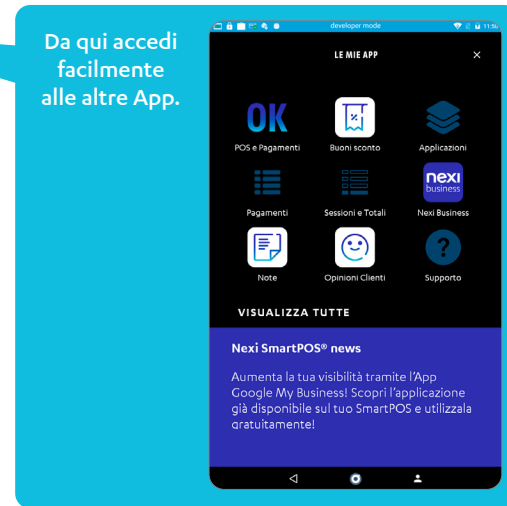 Da qui accedi
facilmente
alle altre App.
developer mode
11:50
LE MIE APP
OK
POS e Pagamenti
Buoni sconto
Applicazioni
nexi
business
Pagamenti
Sessioni e Totali
Nexi Business
Note
Opinioni Clienti
Supporto
VISUALIZZA TUTTE
Nexi SmartPOS® news
Aumenta la tua visibilità tramite l'App
Google My Business! Scopri l'applicazione
già disponibile sul tuo SmartPOS e utilizzala
gratuitamente!